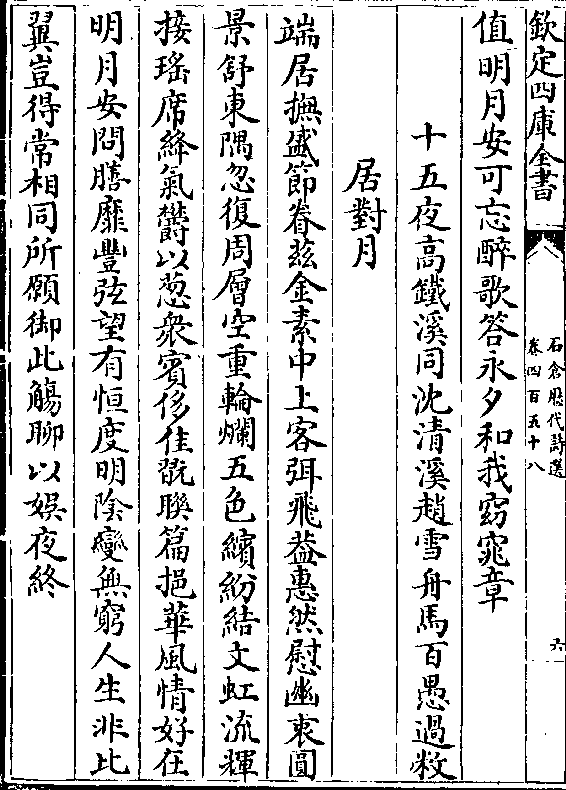 欽定四庫全書
石倉歷代詩選
卷四百五十八
六
值明月安可忘醉歌答永夕和我窈窕章
十五夜高鐵溪同沈清溪趙雪舟馬百愚過敝
居對月
端居撫盛節眷兹金素中上客弭飛葢惠然慰幽衷圓
景舒東隅忽復周層空重輪爛五色繽紛結文虹流輝
接瑤席絳氣欝以葱衆賓侈佳翫聯篇挹華風情好在
明月安問膳靡豐弦望有恒度明陰變無窮人生非比
翼豈得常相同所願御此觴聊以娛夜終